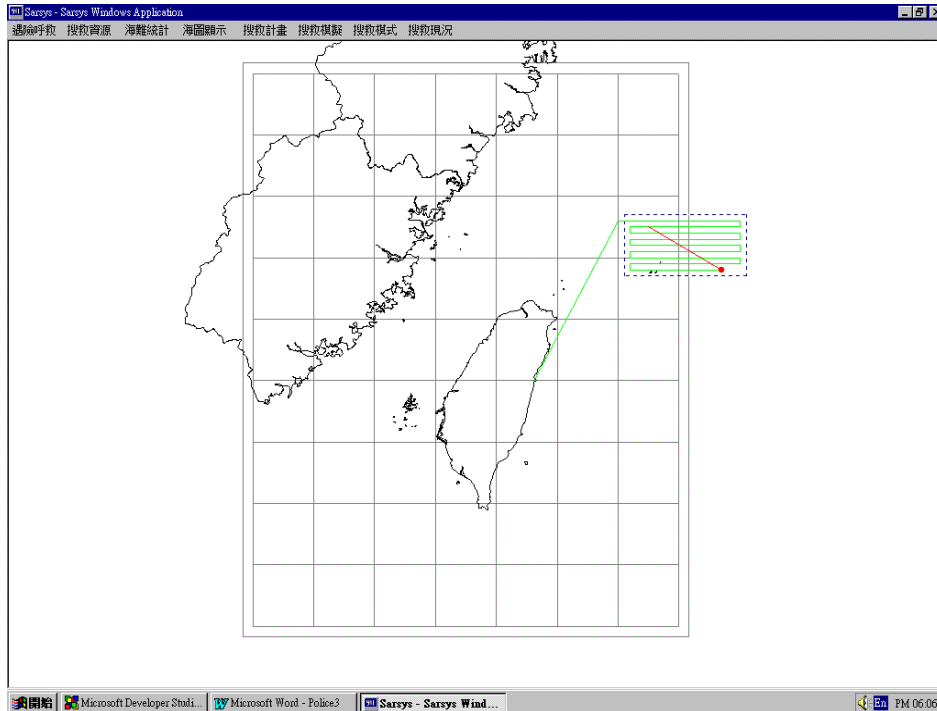 Sarsys - Sarsys Windows Application
遇險呼救 搜救資源 海難統計 海圖顯示 搜救計畫 搜救模擬 搜救模式 搜救現況
開始 Microsoft Developer Studi... Microsoft Word - Police3 Sarsys - Sarsys Wind... En PM 06:06